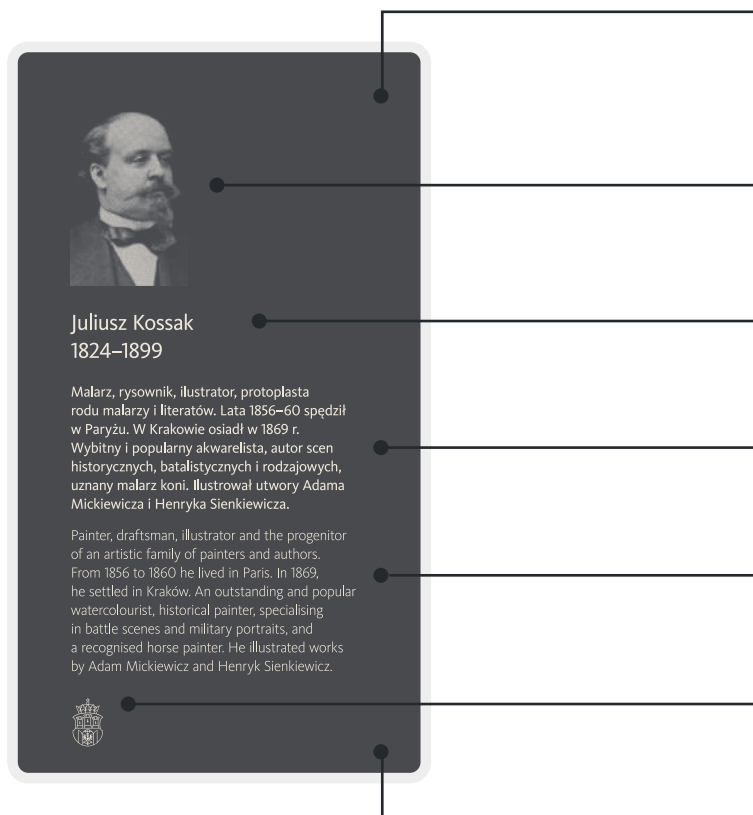 Juliusz Kossak
1824–1899
Malarz, rysownik, ilustrator, protoplasta
rodu malarzy i literatów. Lata 1856–60 spędził
w Paryżu. W Krakowie osiadł w 1869 r.
Wybitny i popularny akwarelista, autor scen
historycznych, batalistycznych i rodzajowych,
uznany malarz koni. Ilustrował utwory Adama
Mickiewicza i Henryka Sienkiewicza.
Painter, draftsman, illustrator and the progenitor
of an artistic family of painters and authors.
From 1856 to 1860 he lived in Paris. In 1869,
he settled in Kraków. An outstanding and popular
watercolourist, historical painter, specialising
in battle scenes and military portraits, and
a recognised horse painter. He illustrated works
by Adam Mickiewicz and Henryk Sienkiewicz.